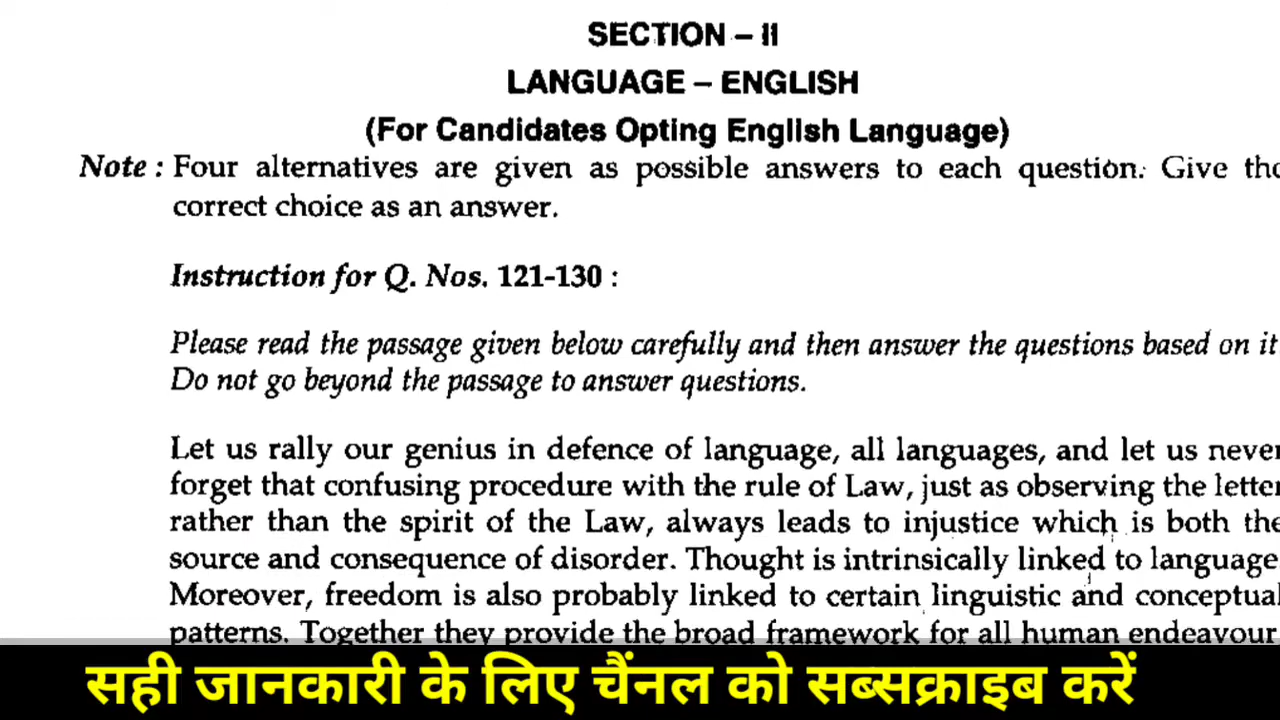 SECTION – II
LANGUAGE – ENGLISH
(For Candidates Opting English Language)
Note : Four alternatives are given as possible answers to each question. Give the
correct choice as an answer.
Instruction for Q. Nos. 121-130 :
Please read the passage given below carefully and then answer the questions based on it
Do not go beyond the passage to answer questions.
Let us rally our genius in defence of language, all languages, and let us never
forget that confusing procedure with the rule of Law, just as observing the letter
rather than the spirit of the Law, always leads to injustice which is both the
source and consequence of disorder. Thought is intrinsically linked to language
Moreover, freedom is also probably linked to certain linguistic and conceptual
patterns. Together they provide the broad framework for all human endeavour
सही जानकारी के लिए चैंनल को सब्सक्राइब करें